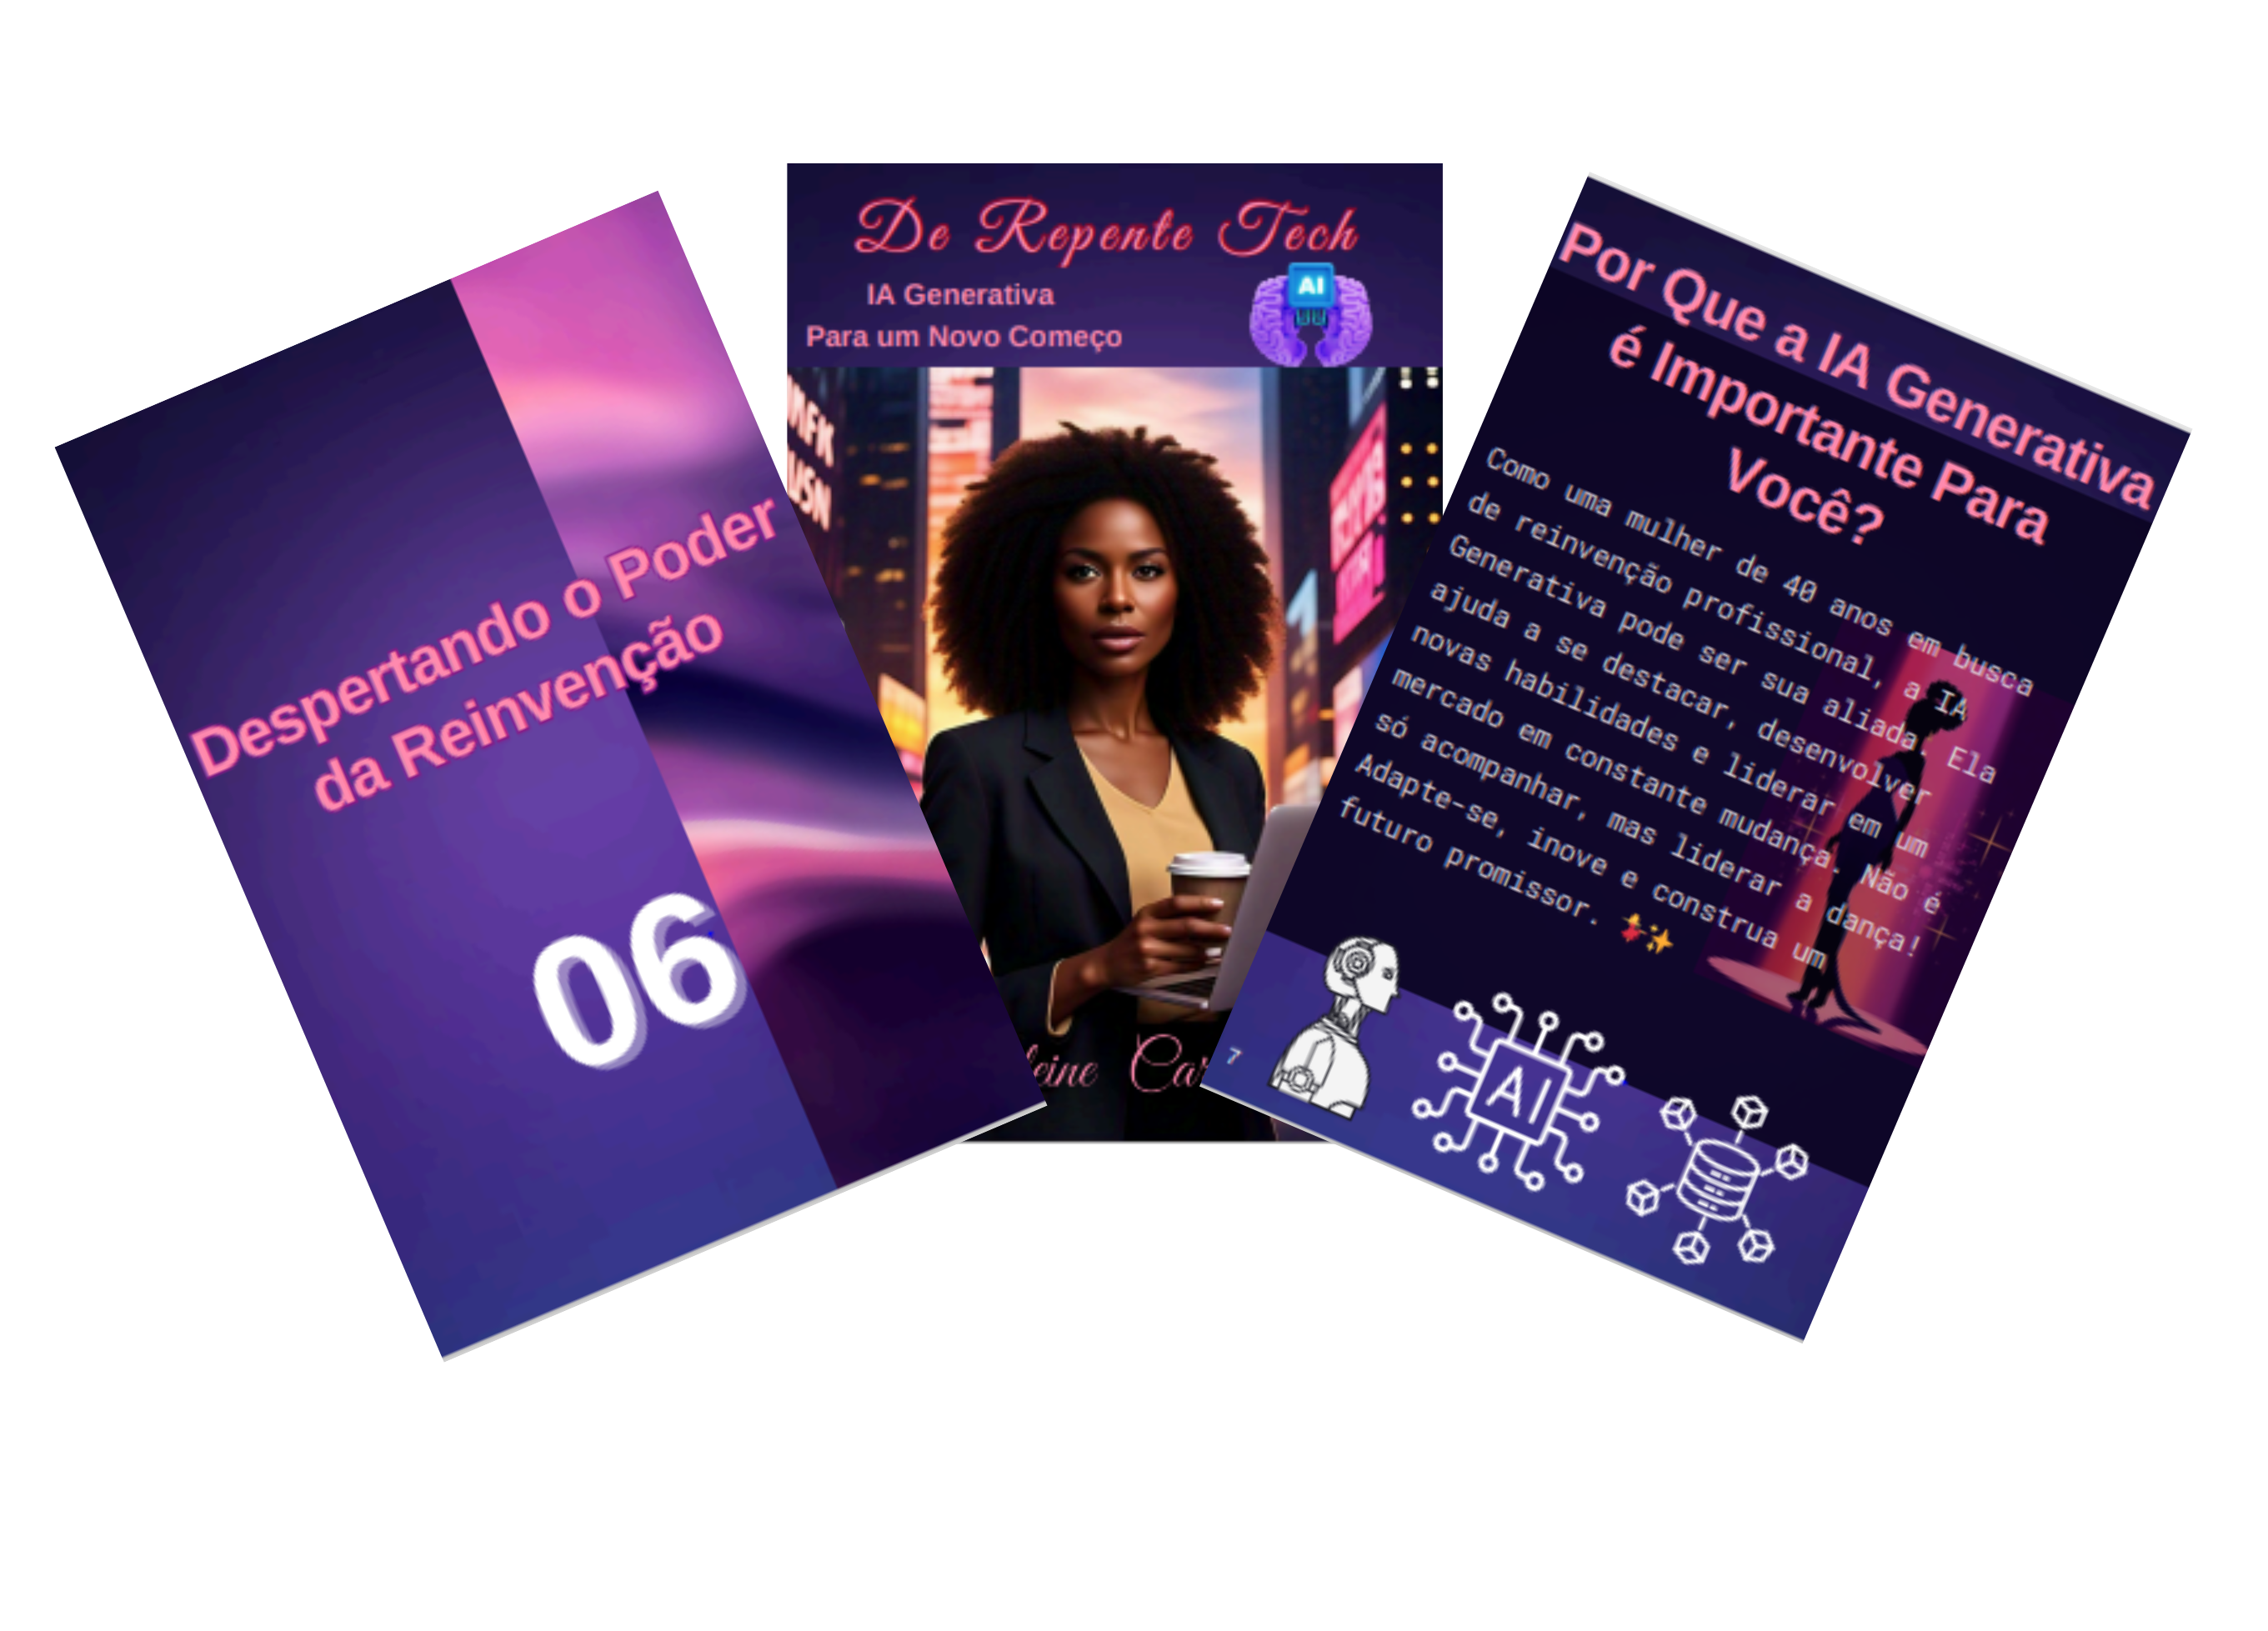 Despertando o Poder
da Reinvenção
06
De Repente Tech
IA Generativa
Para um Novo Começo
AI
Por Que a IA Generativa
é Importante Para
Você?
Como uma mulher de 40 anos em busca
de reinvenção profissional, a IA
Generativa pode ser sua aliada. Ela
ajuda a se destacar, desenvolver
novas habilidades e liderar em um
mercado em constante mudança. Não é
só acompanhar, mas liderar a dança!
Adapte-se, inove e construa um
futuro promissor. 💃✨
7
AI